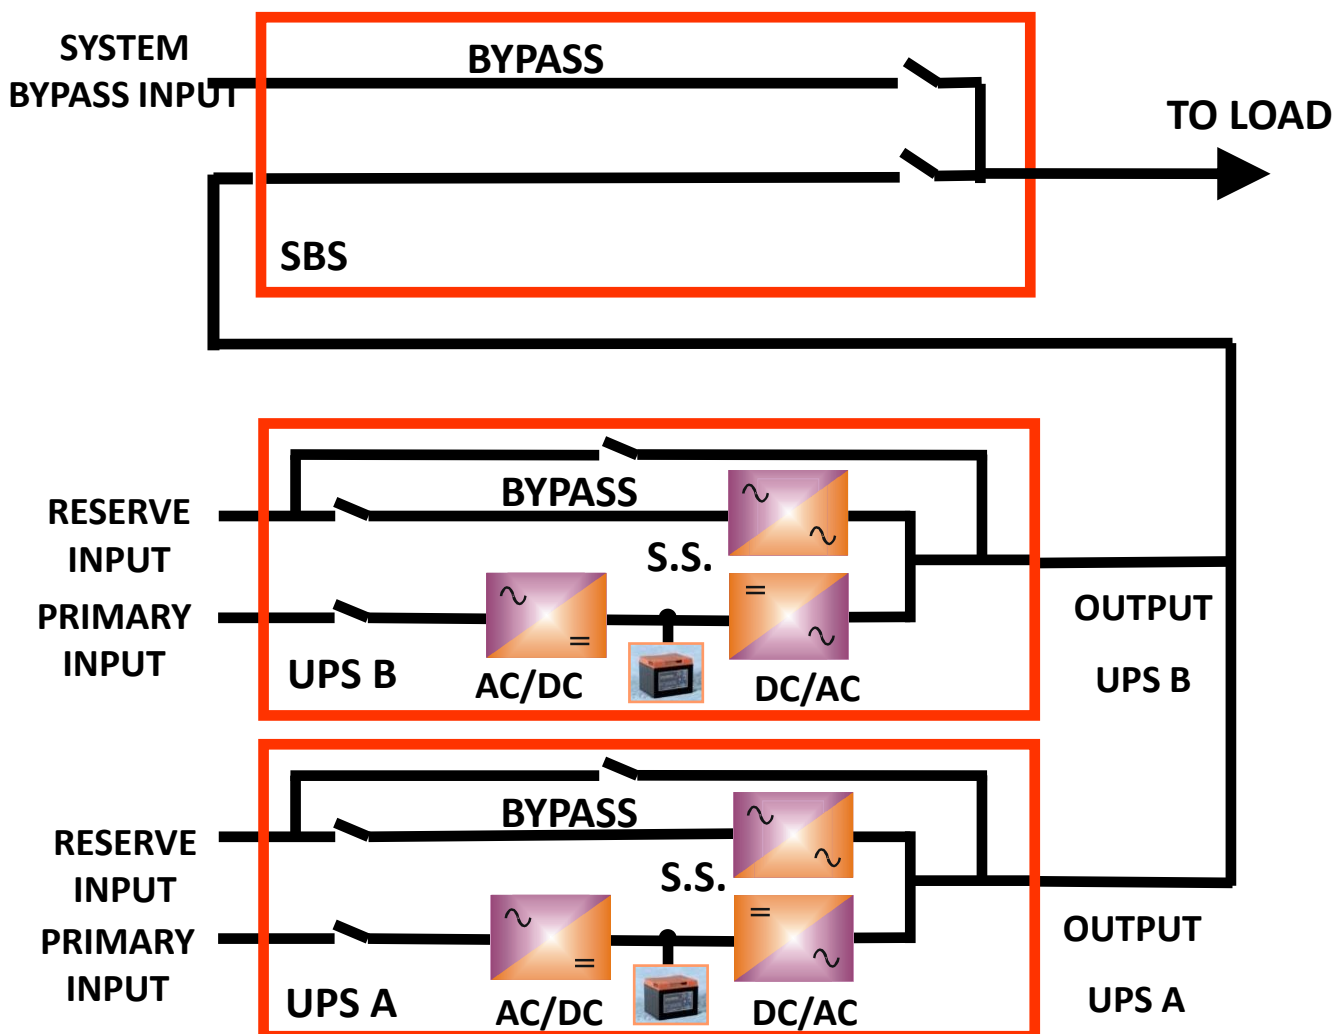 SYSTEM
BYPASS INPUT
BYPASS
TO LOAD
SBS
RESERVE
INPUT
BYPASS
S.S.
PRIMARY
INPUT
UPS B
AC/DC
DC/AC
OUTPUT
UPS B
RESERVE
INPUT
BYPASS
S.S.
PRIMARY
INPUT
UPS A
AC/DC
DC/AC
OUTPUT
UPS A